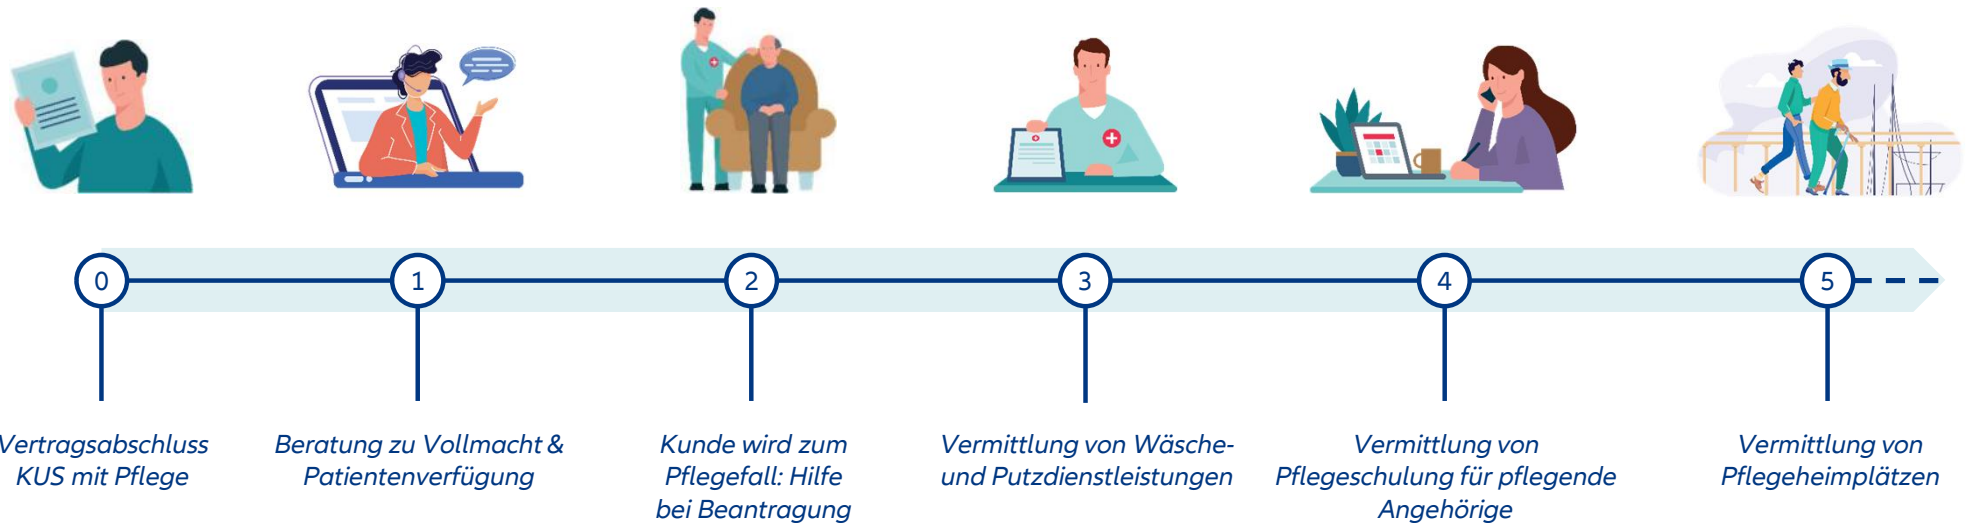 0
1
2
3
4
5
Vertragsabschluss
KUS mit Pflege
Beratung zu Vollmacht &
Patientenverfügung
Kunde wird zum
Pflegefall: Hilfe
bei Beantragung
Vermittlung von Wäsche-
und Putzdienstleistungen
Vermittlung von
Pflegeschulung für pflegende
Angehörige
Vermittlung von
Pflegeheimplätzen